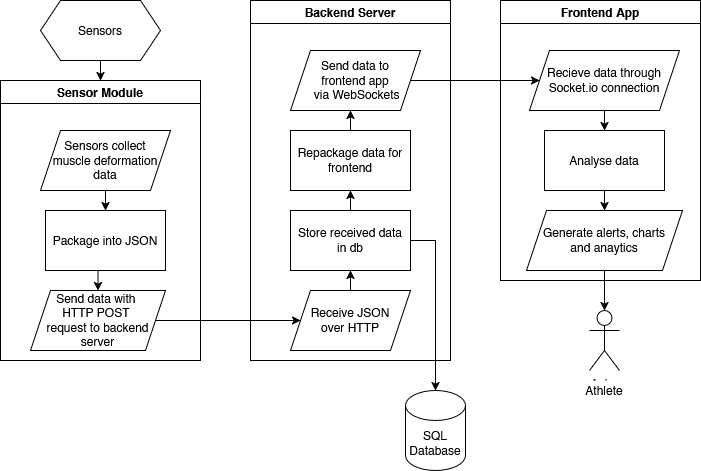 Sensors
Sensor Module
Sensors collect
muscle deformation
data
Package into JSON
Send data with
HTTP POST
request to backend
server
Backend Server
Send data to
frontend app
via WebSockets
Repackage data for
frontend
Store received data
in db
Receive JSON
over HTTP
SQL
Database
Frontend App
Recieve data through
Socket.io connection
Analyse data
Generate alerts, charts
and anaytics
Athlete